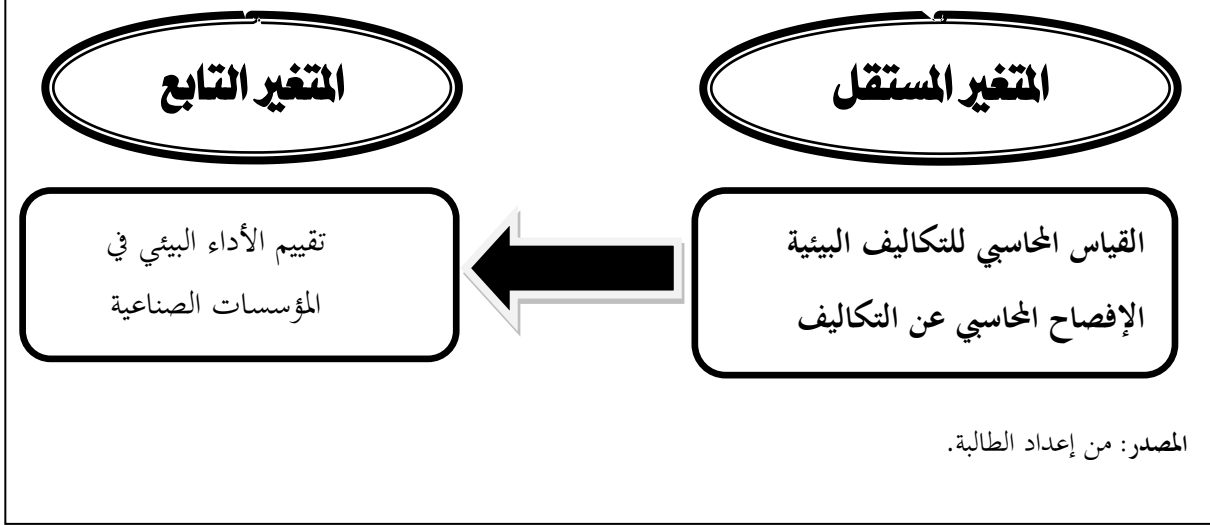 المتغير المستقل
المتغير التابع
القياس المحاسبي للتكاليف البيئية
الإفصاح المحاسبي عن التكاليف
تقييم الأداء البيئي في
المؤسسات الصناعية
المصدر: من إعداد الطالبة.